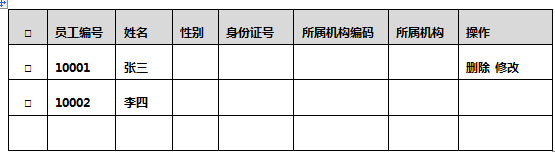 □ 员工编号 姓名 性别 身份证号 所属机构编码 所属机构 操作
□ 10001 张三 删除 修改
□ 10002 李四